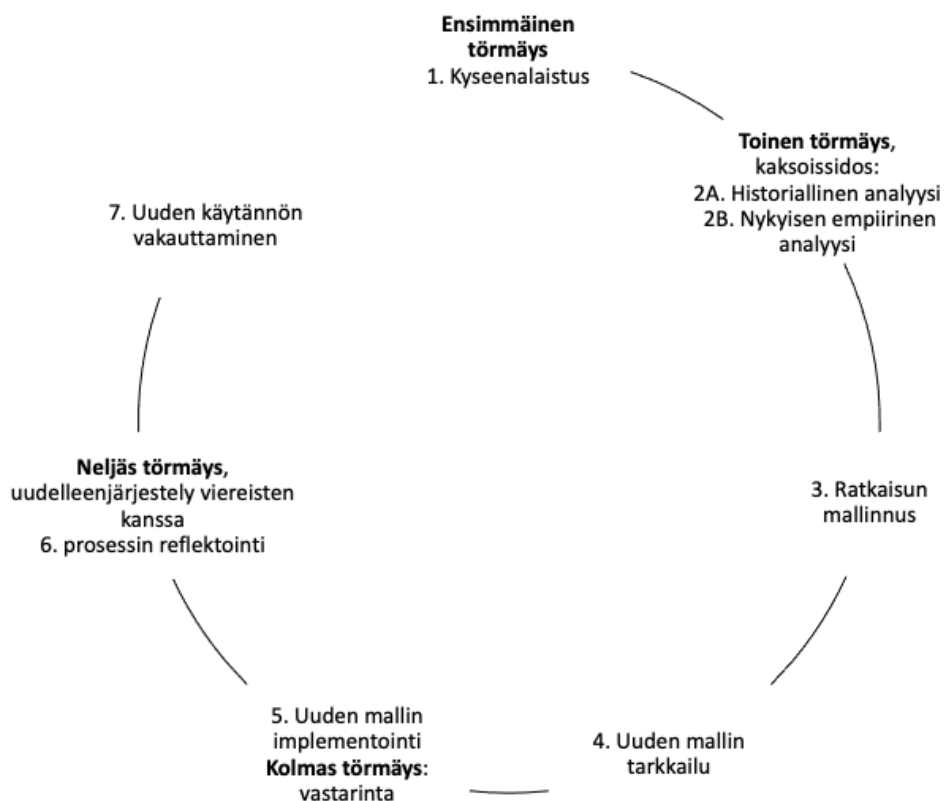 Ensimmäinen
törmäys
1. Kyseenalaistus
Toinen törmäys,
kaksoissidos:
2A. Historiallinen analyysi
2B. Nykyisen empiirinen
analyysi
3. Ratkaisun
mallinnus
4. Uuden mallin
tarkkailu
5. Uuden mallin
implementointi
Kolmas törmäys:
vastarinta
Neljäs törmäys,
uudelleenjärjestely viereisten
kanssa
6. prosessin reflektointi
7. Uuden käytännön
vakauttaminen